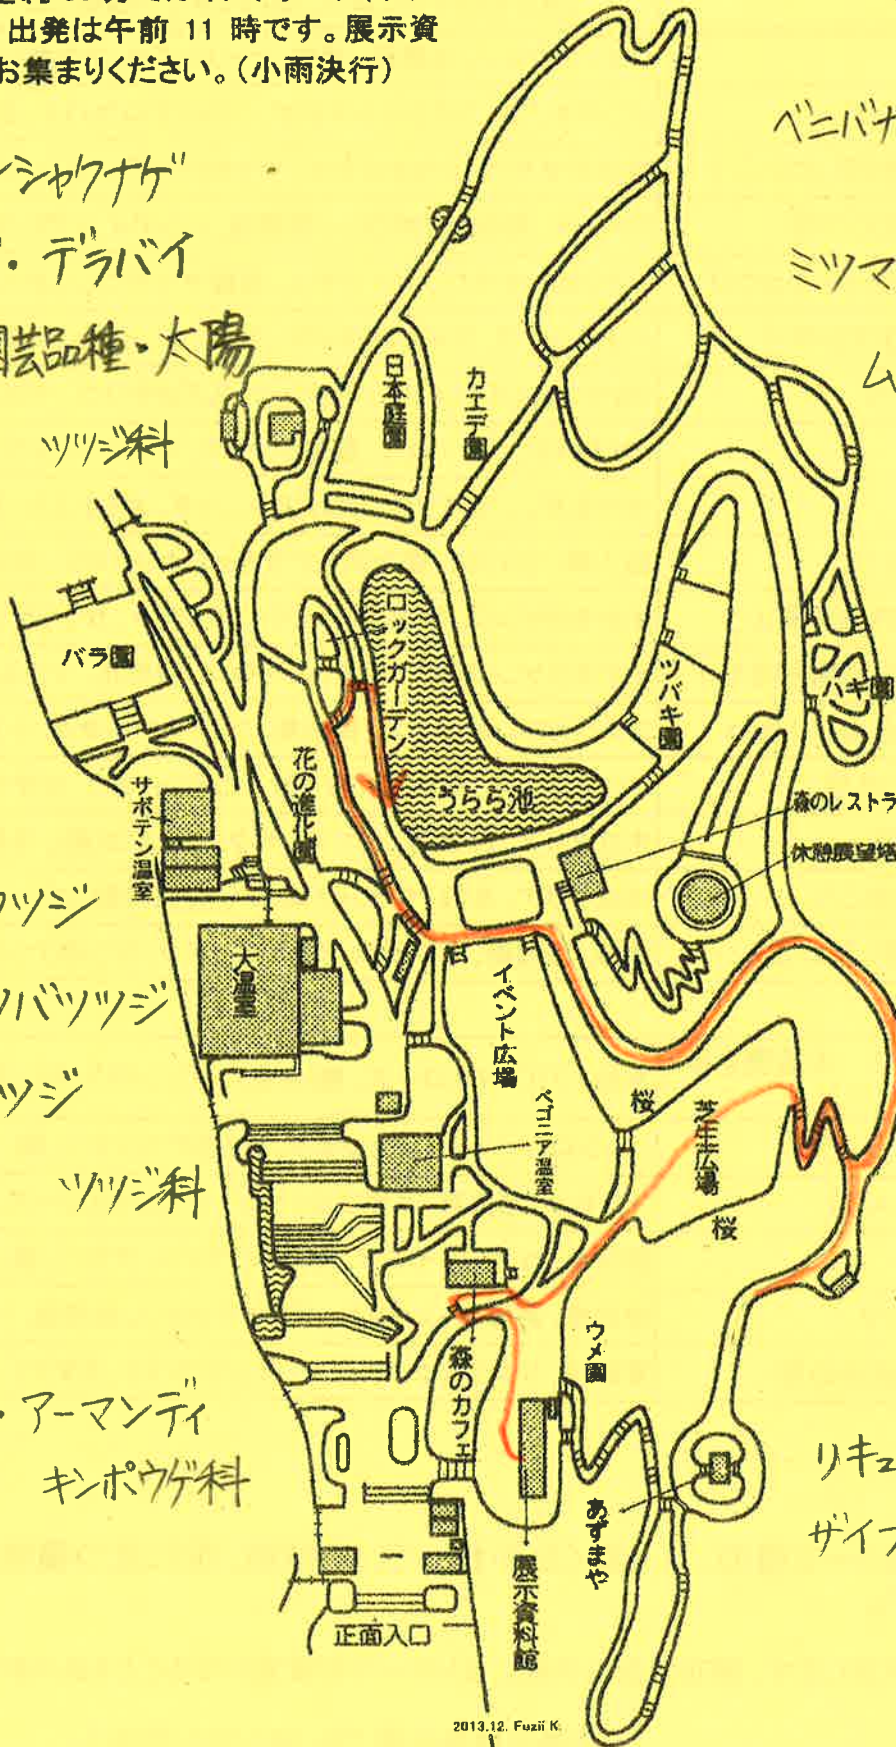 出発は午前 11 時です。展示資
お集まりください。(小雨決行)
シャクナゲ
・デラバイ
園芸品種・太陽
ツツジ科
ベニバナ
ミツマ
ム
日本庭園
カエデ園
バラ園
ロックガーデン
うらら池
ツバキ園
ハギ園
花の進化園
サボテン温室
森のレストラ
休憩展望塔
大温室
ツツジ
バツツジ
ツジ
ツツジ科
イベント広場
ベゴニア温室
桜
芝生広場
桜
ウメ園
森のカフェ
・アーマンディ
キンポウゲ科
リキュ
ザイフ
あずまや
展示資料館
正面入口
2013.12. Fuzii K.